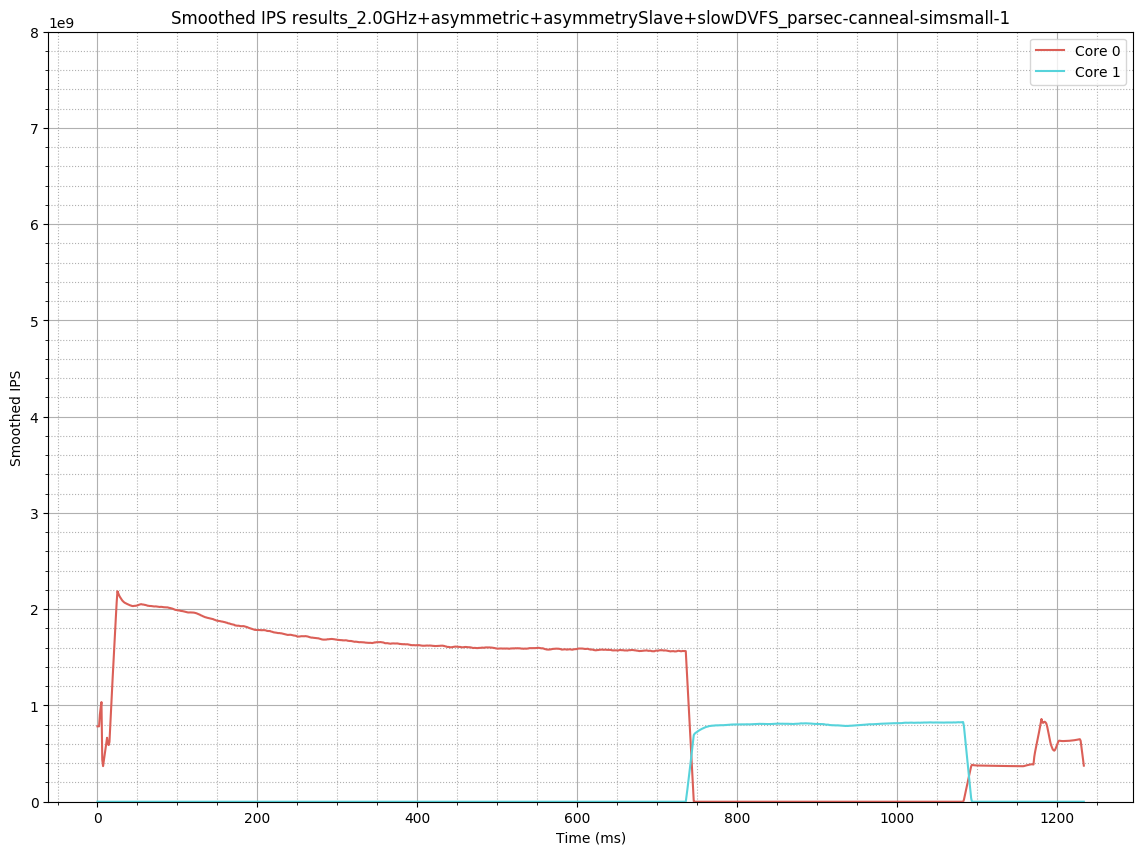 Smoothed IPS results_2.0GHz+asymmetric+asymmetrySlave+slowDVFS_parsec-canneal-simsmall-1
1e9
8
7
6
5
4
3
2
1
0
Smoothed IPS
Core 0
Core 1
0 200 400 600 800 1000 1200
Time (ms)